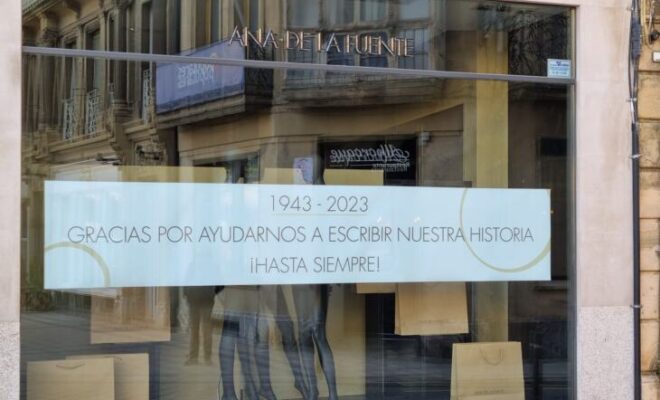 ANA DE LA FUENTE
1943 - 2023
GRACIAS POR AYUDARNOS A ESCRIBIR NUESTRA HISTORIA
¡HASTA SIEMPRE!